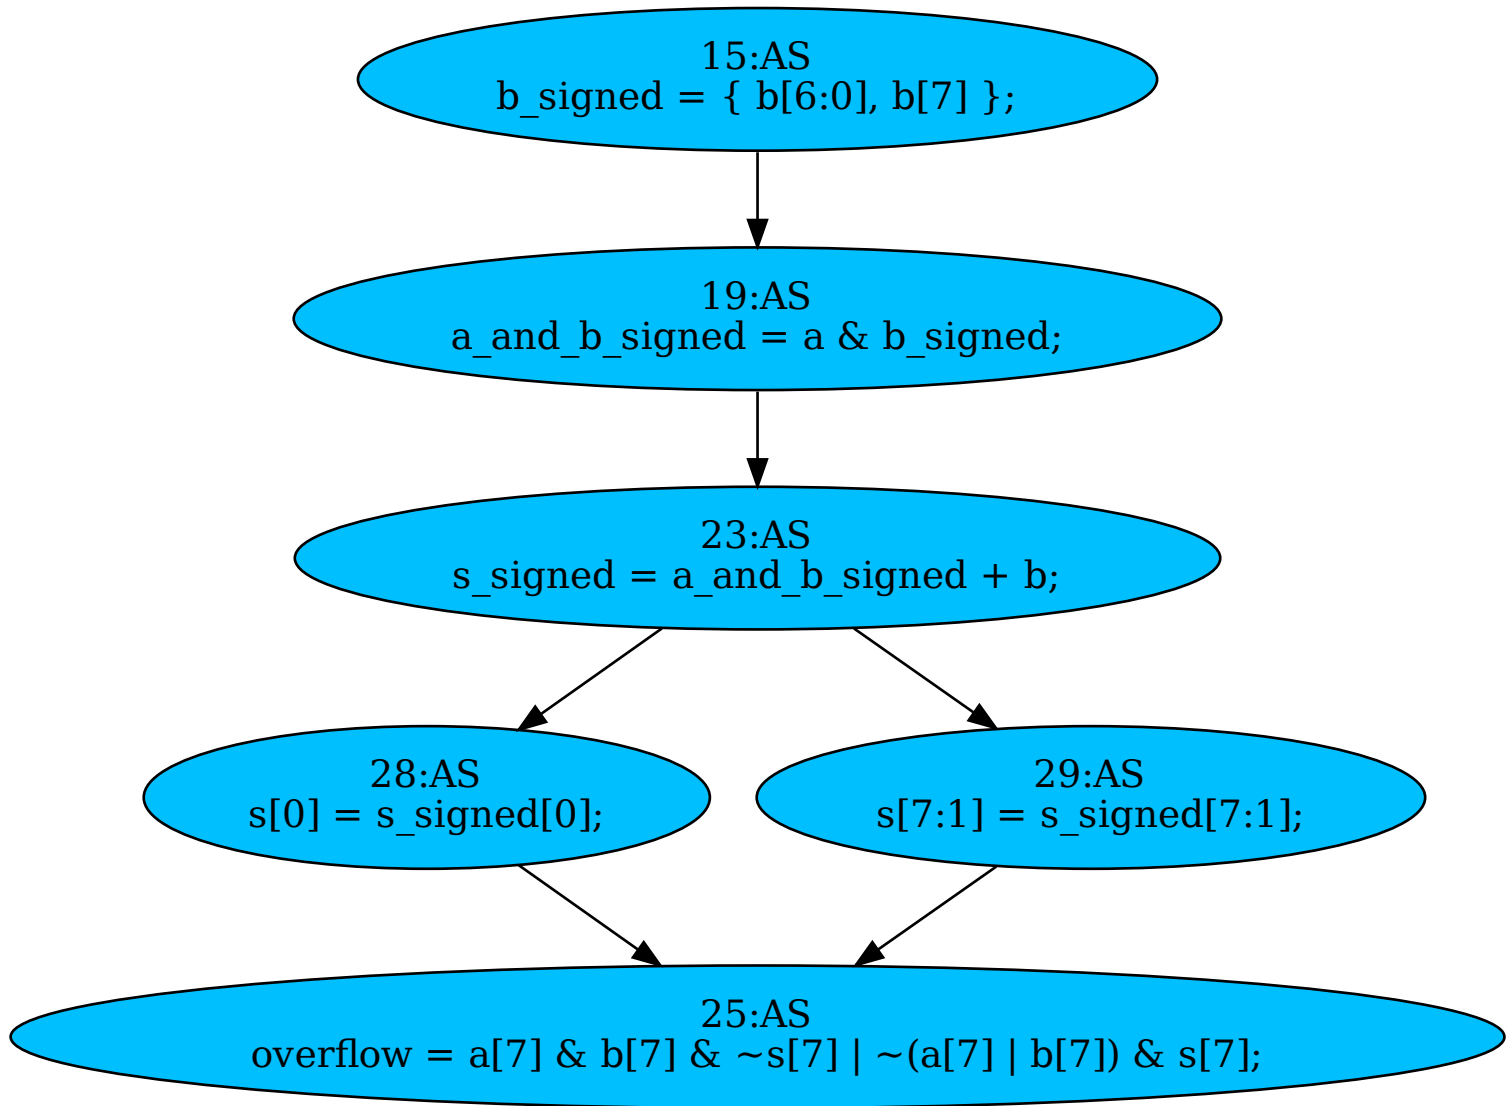 15:AS
b_signed = { b[6:0], b[7] };
19:AS
a_and_b_signed = a & b_signed;
23:AS
s_signed = a_and_b_signed + b;
28:AS
s[0] = s_signed[0];
29:AS
s[7:1] = s_signed[7:1];
25:AS
overflow = a[7] & b[7] & ~s[7] | ~(a[7] | b[7]) & s[7];